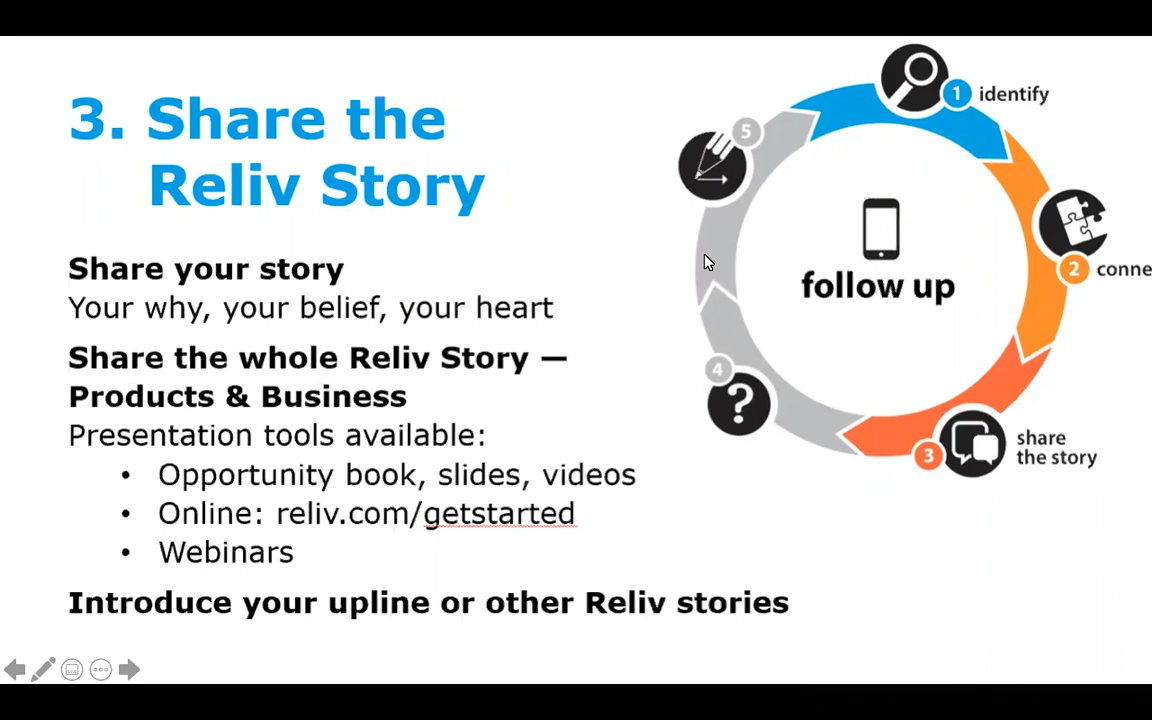 3. Share the
Reliv Story
Share your story
Your why, your belief, your heart
Share the whole Reliv Story —
Products & Business
Presentation tools available:
• Opportunity book, slides, videos
• Online: reliv.com/getstarted
• Webinars
Introduce your upline or other Reliv stories
1 identify
2 conne
3 share
the story
4
5
follow up